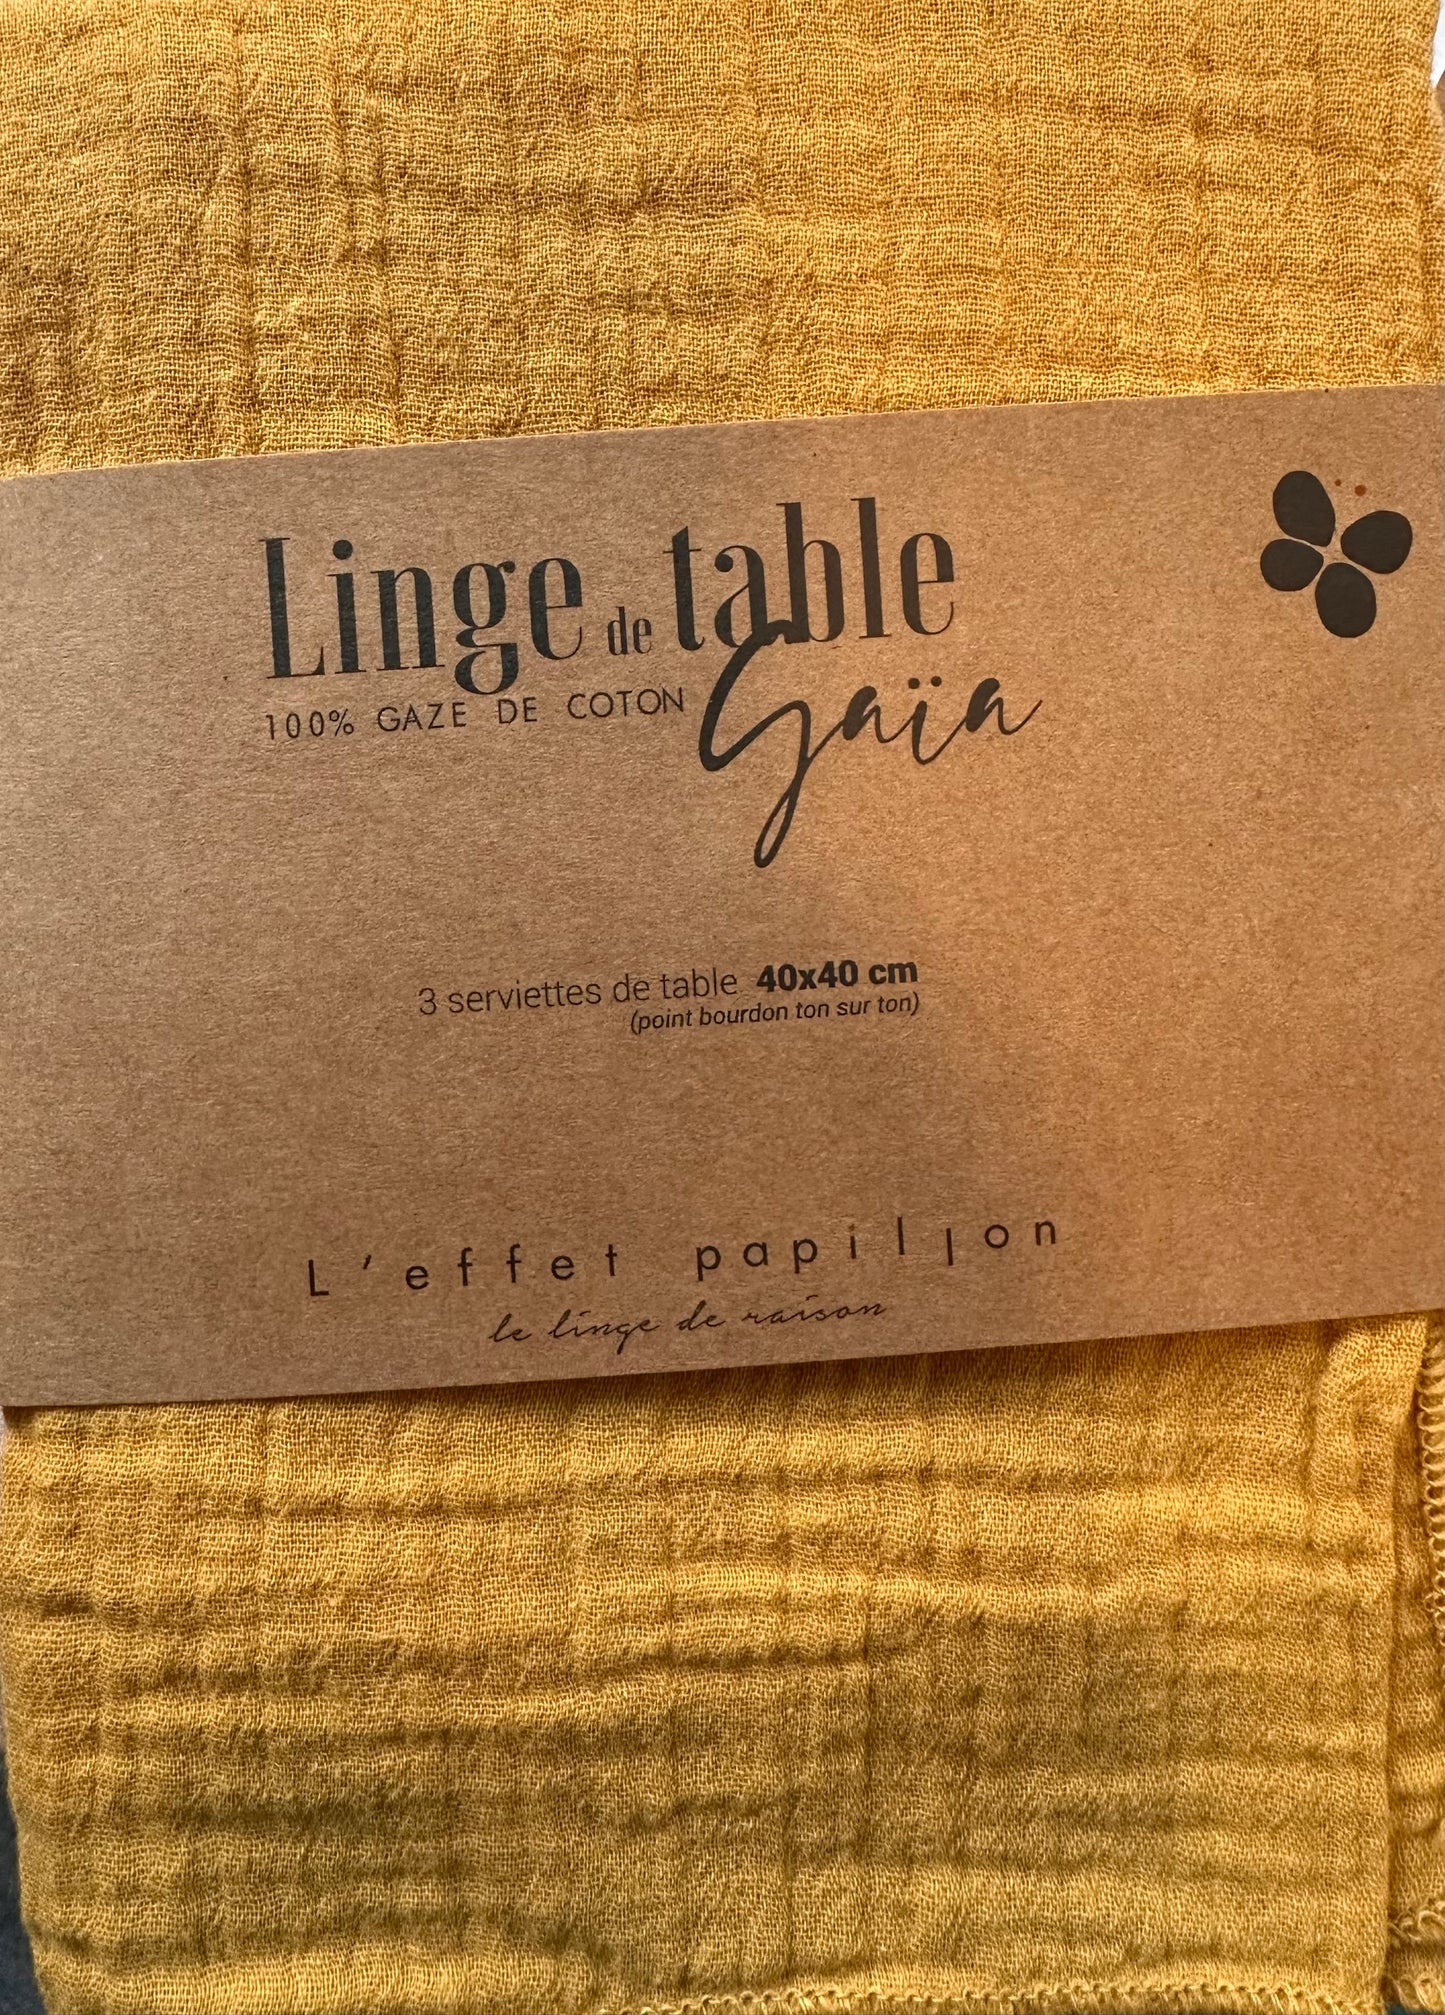 Linge de table
100% GAZE DE COTON Gaïa
3 serviettes de table 40x40 cm
(point bourdon ton sur ton)
L'effet papillon
le linge de raison